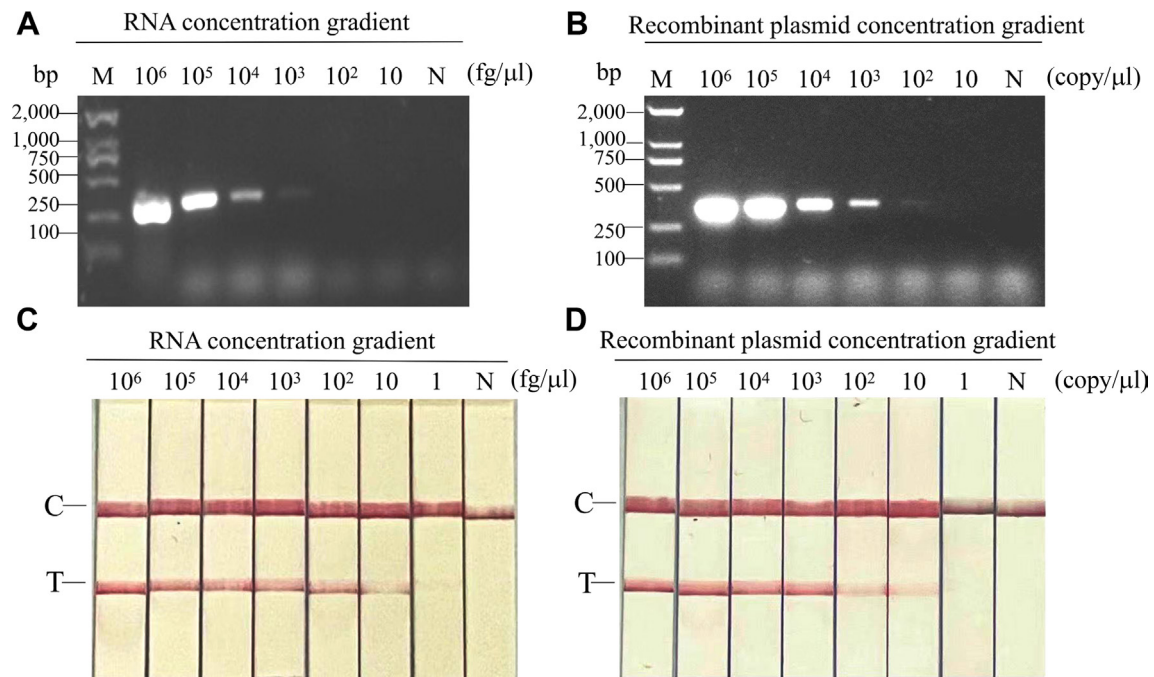 A
RNA concentration gradient
bp M 10⁶ 10⁵ 10⁴ 10³ 10² 10 N (fg/μl)
2,000
1,000
750
500
250
100
B
Recombinant plasmid concentration gradient
bp M 10⁶ 10⁵ 10⁴ 10³ 10² 10 N (copy/μl)
2,000
1,000
750
500
250
100
C
RNA concentration gradient
10⁶ 10⁵ 10⁴ 10³ 10² 10 1 N (fg/μl)
C
T
D
Recombinant plasmid concentration gradient
10⁶ 10⁵ 10⁴ 10³ 10² 10 1 N (copy/μl)
C
T